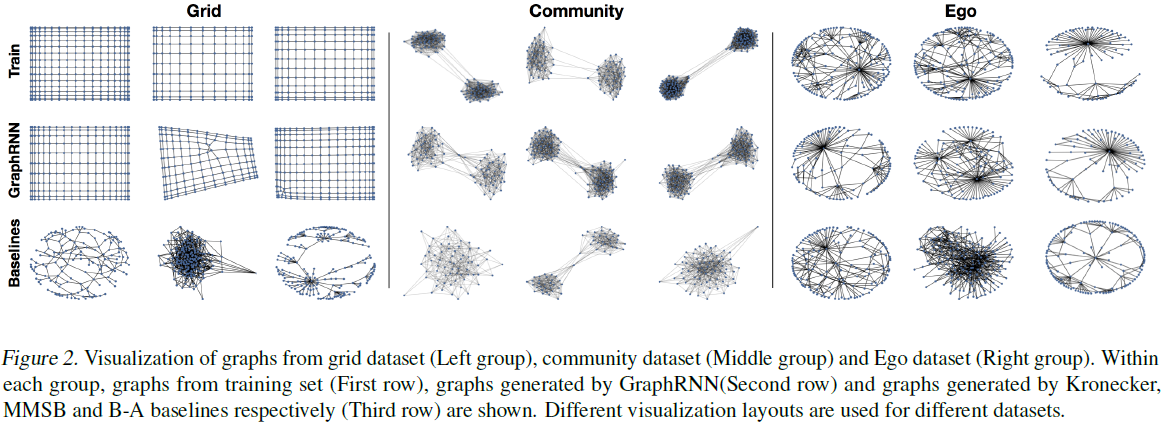 Grid Community Ego
Train
GraphRNN
Baselines
Figure 2. Visualization of graphs from grid dataset (Left group), community dataset (Middle group) and Ego dataset (Right group). Within
each group, graphs from training set (First row), graphs generated by GraphRNN(Second row) and graphs generated by Kronecker,
MMSB and B-A baselines respectively (Third row) are shown. Different visualization layouts are used for different datasets.